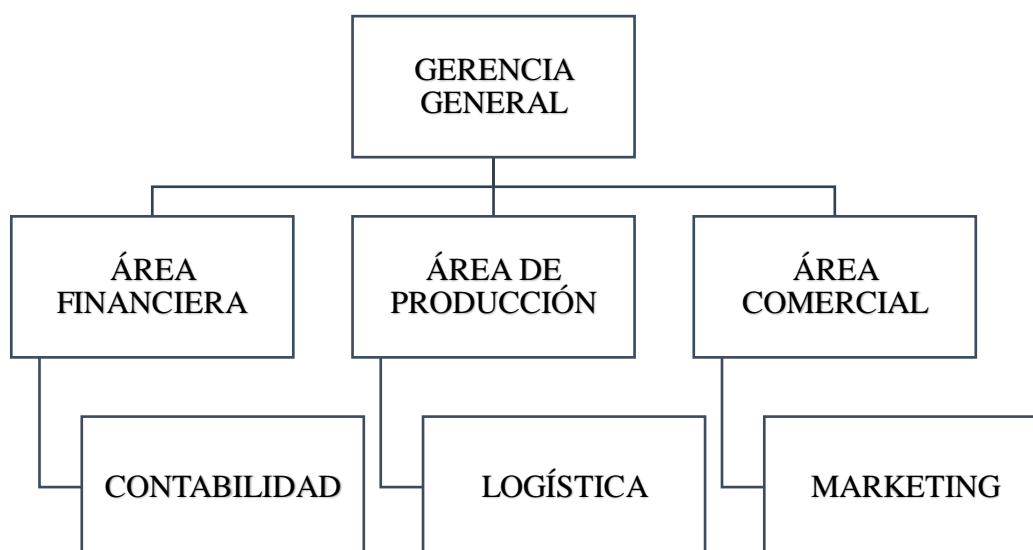 GERENCIA
GENERAL
ÁREA
FINANCIERA
ÁREA DE
PRODUCCIÓN
ÁREA
COMERCIAL
CONTABILIDAD
LOGÍSTICA
MARKETING